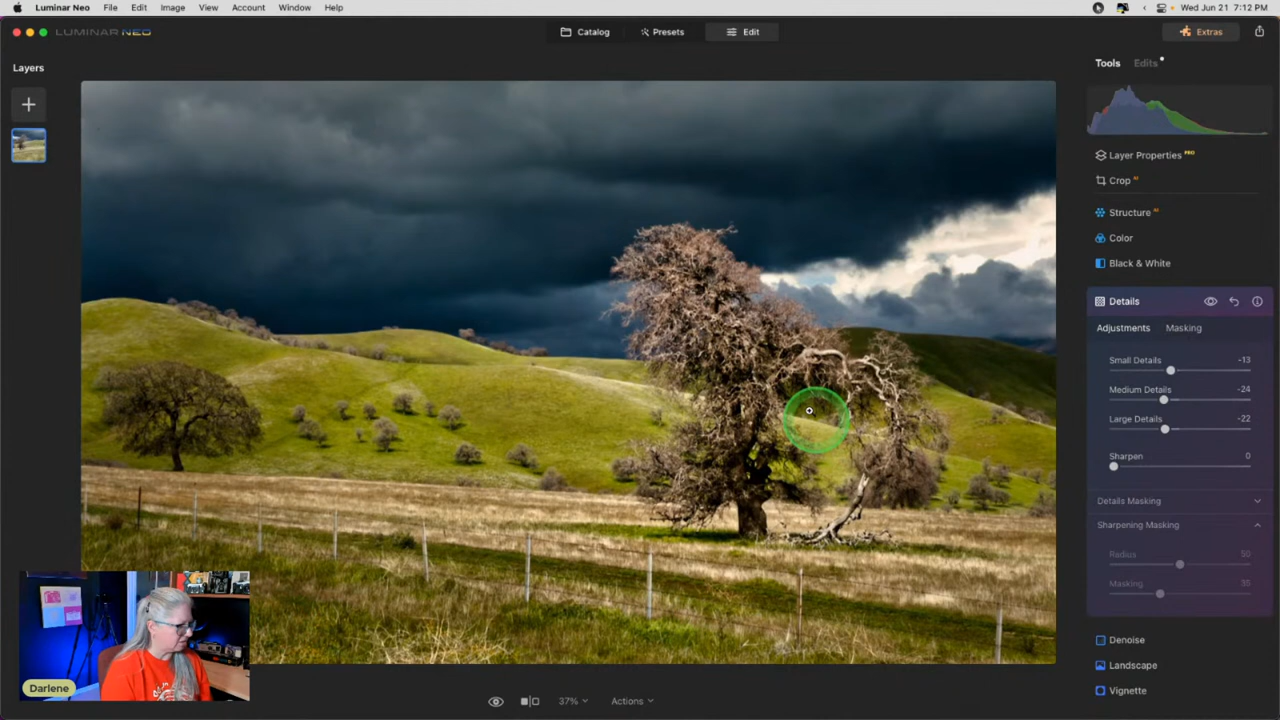 Luminar Neo File Edit Image View Account Window Help Wed Jun 21 7:12 PM
LUMINAR NEO Catalog Presets Edit Extras
Layers
Tools Edits
Layer Properties PRO
Crop AI
Structure AI
Color
Black & White
Details
Adjustments Masking
Small Details -13
Medium Details -24
Large Details -22
Sharpen 0
Details Masking
Sharpening Masking
Radius 50
Masking 35
Denoise
Landscape
Vignette
Darlene
37% Actions